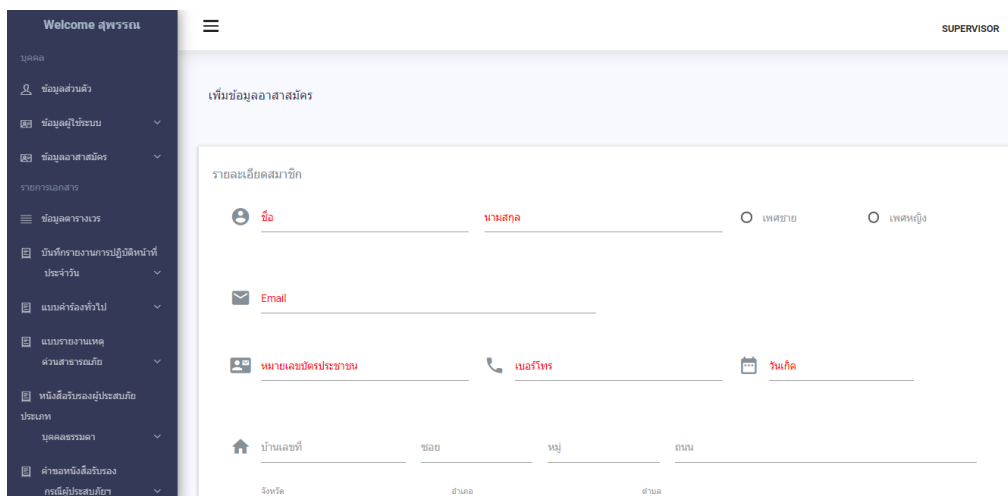 Welcome สุพรรณ
SUPERVISOR
บุคคล
ข้อมูลส่วนตัว
ข้อมูลผู้ใช้ระบบ
ข้อมูลอาสาสมัคร
รายการเอกสาร
ข้อมูลตารางเวร
บันทึกรายงานการปฏิบัติหน้าที่
ประจำวัน
แบบคำร้องทั่วไป
แบบรายงานเหตุ
ด่วนสาธารณภัย
หนังสือรับรองผู้ประสบภัย
ประเภท
บุคคลธรรมดา
คำขอหนังสือรับรอง
กรณีผู้ประสบภัยฯ
เพิ่มข้อมูลอาสาสมัคร
รายละเอียดสมาชิก
ชื่อ นามสกุล เพศชาย เพศหญิง
Email
หมายเลขบัตรประชาชน เบอร์โทร วันเกิด
บ้านเลขที่ ซอย หมู่ ถนน
จังหวัด อำเภอ ตำบล